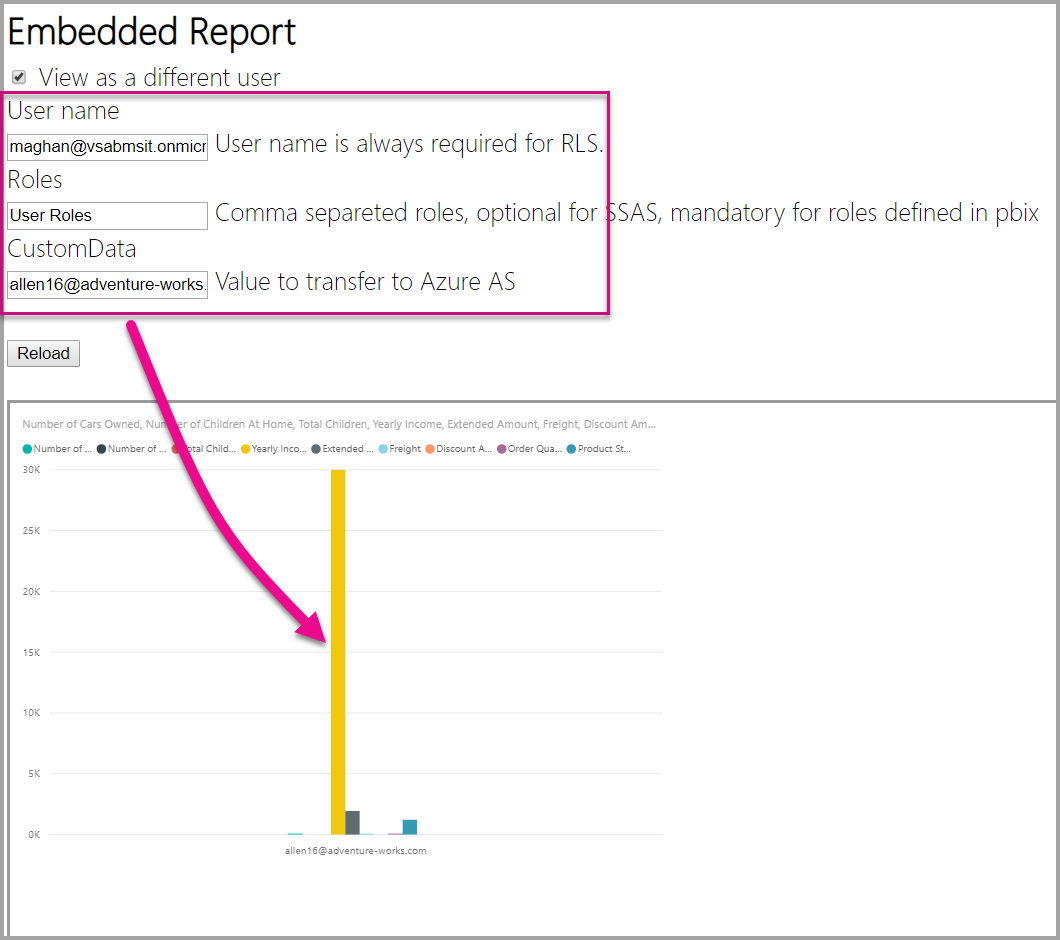 Embedded Report
View as a different user
User name
maghan@vsabmsit.onmicr User name is always required for RLS.
Roles
User Roles Comma separeted roles, optional for SSAS, mandatory for roles defined in pbix
CustomData
allen16@adventure-works. Value to transfer to Azure AS
Reload
Number of Cars Owned, Number of Children At Home, Total Children, Yearly Income, Extended Amount, Freight, Discount Am...
Number of ... Number of ... Total Child... Yearly Inco... Extended ... Freight Discount A... Order Qua... Product St...
30K
25K
20K
15K
10K
5K
0K
allen16@adventure-works.com